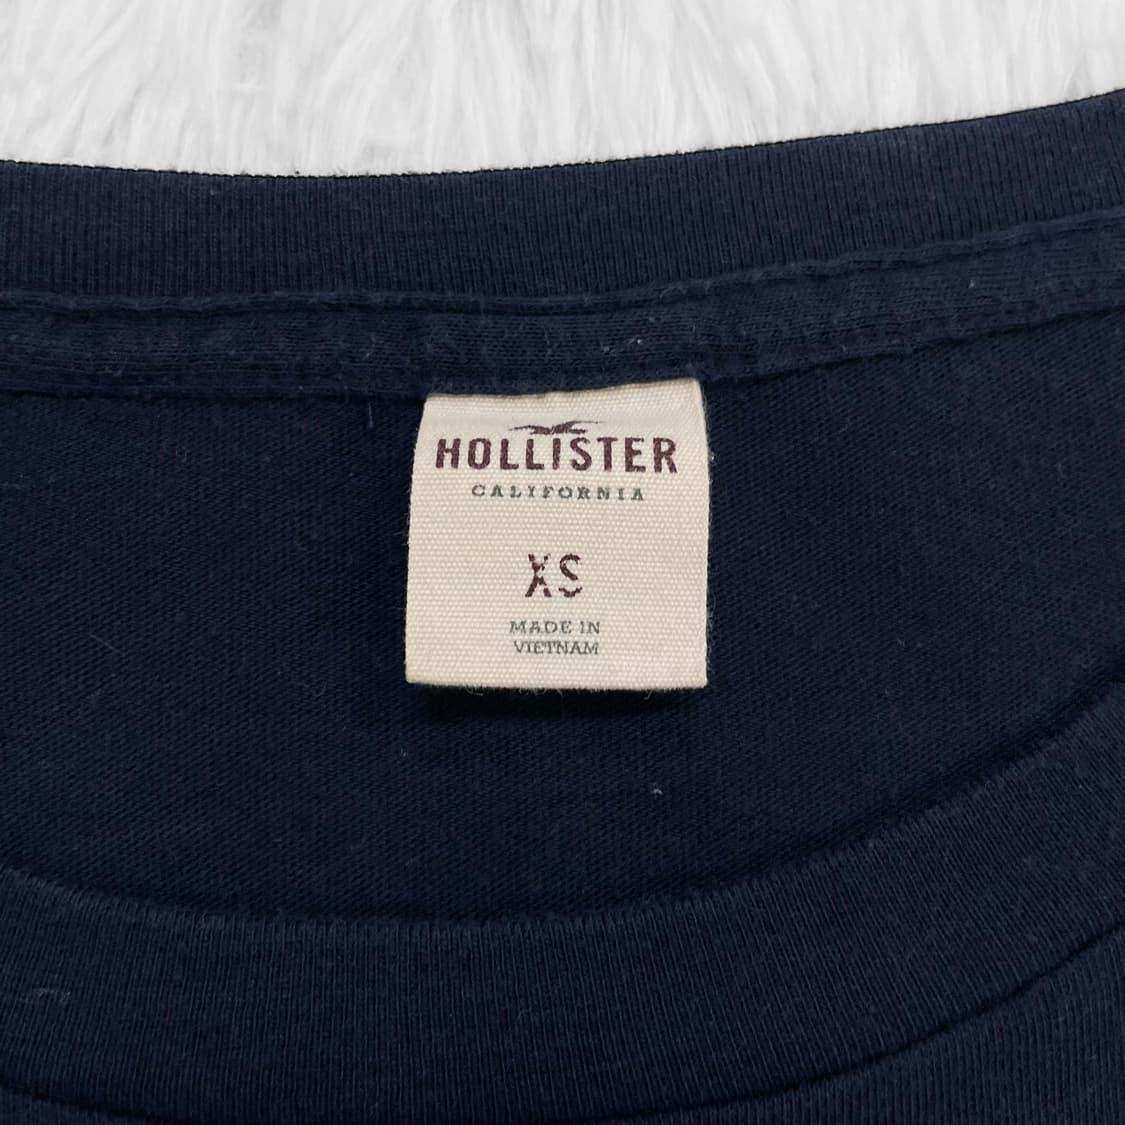 HOLLISTER
CALIFORNIA
XS
MADE IN
VIETNAM